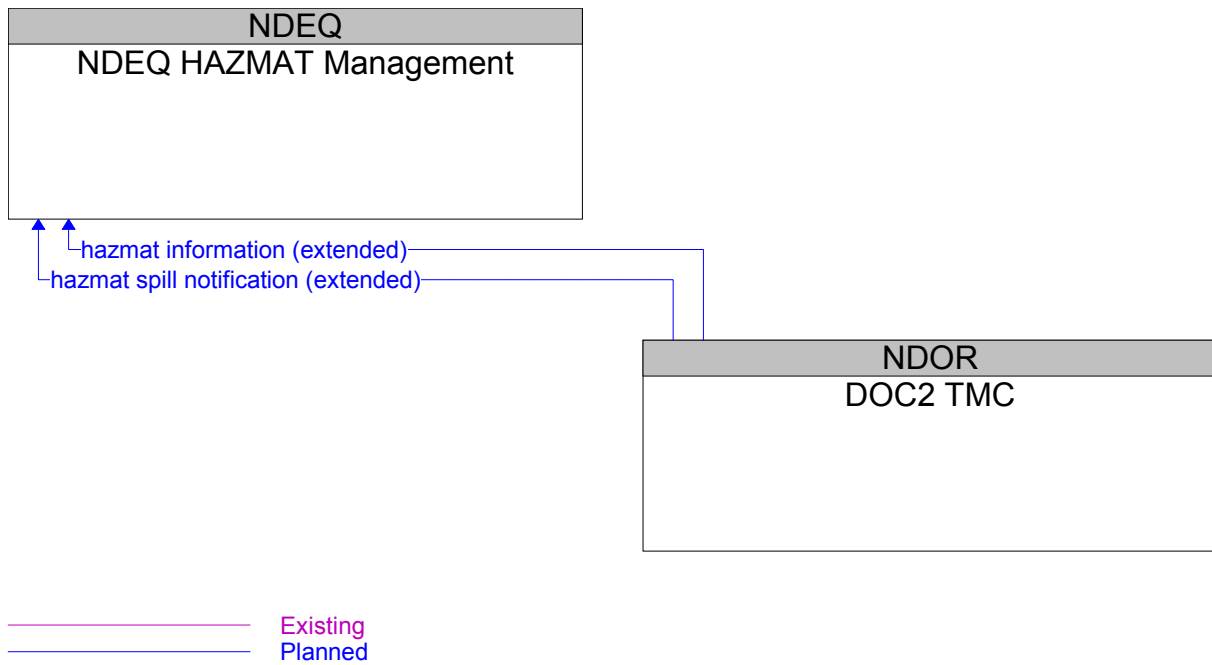 NDEQ
NDEQ HAZMAT Management
hazmat information (extended)
hazmat spill notification (extended)
NDOR
DOC2 TMC
Existing
Planned